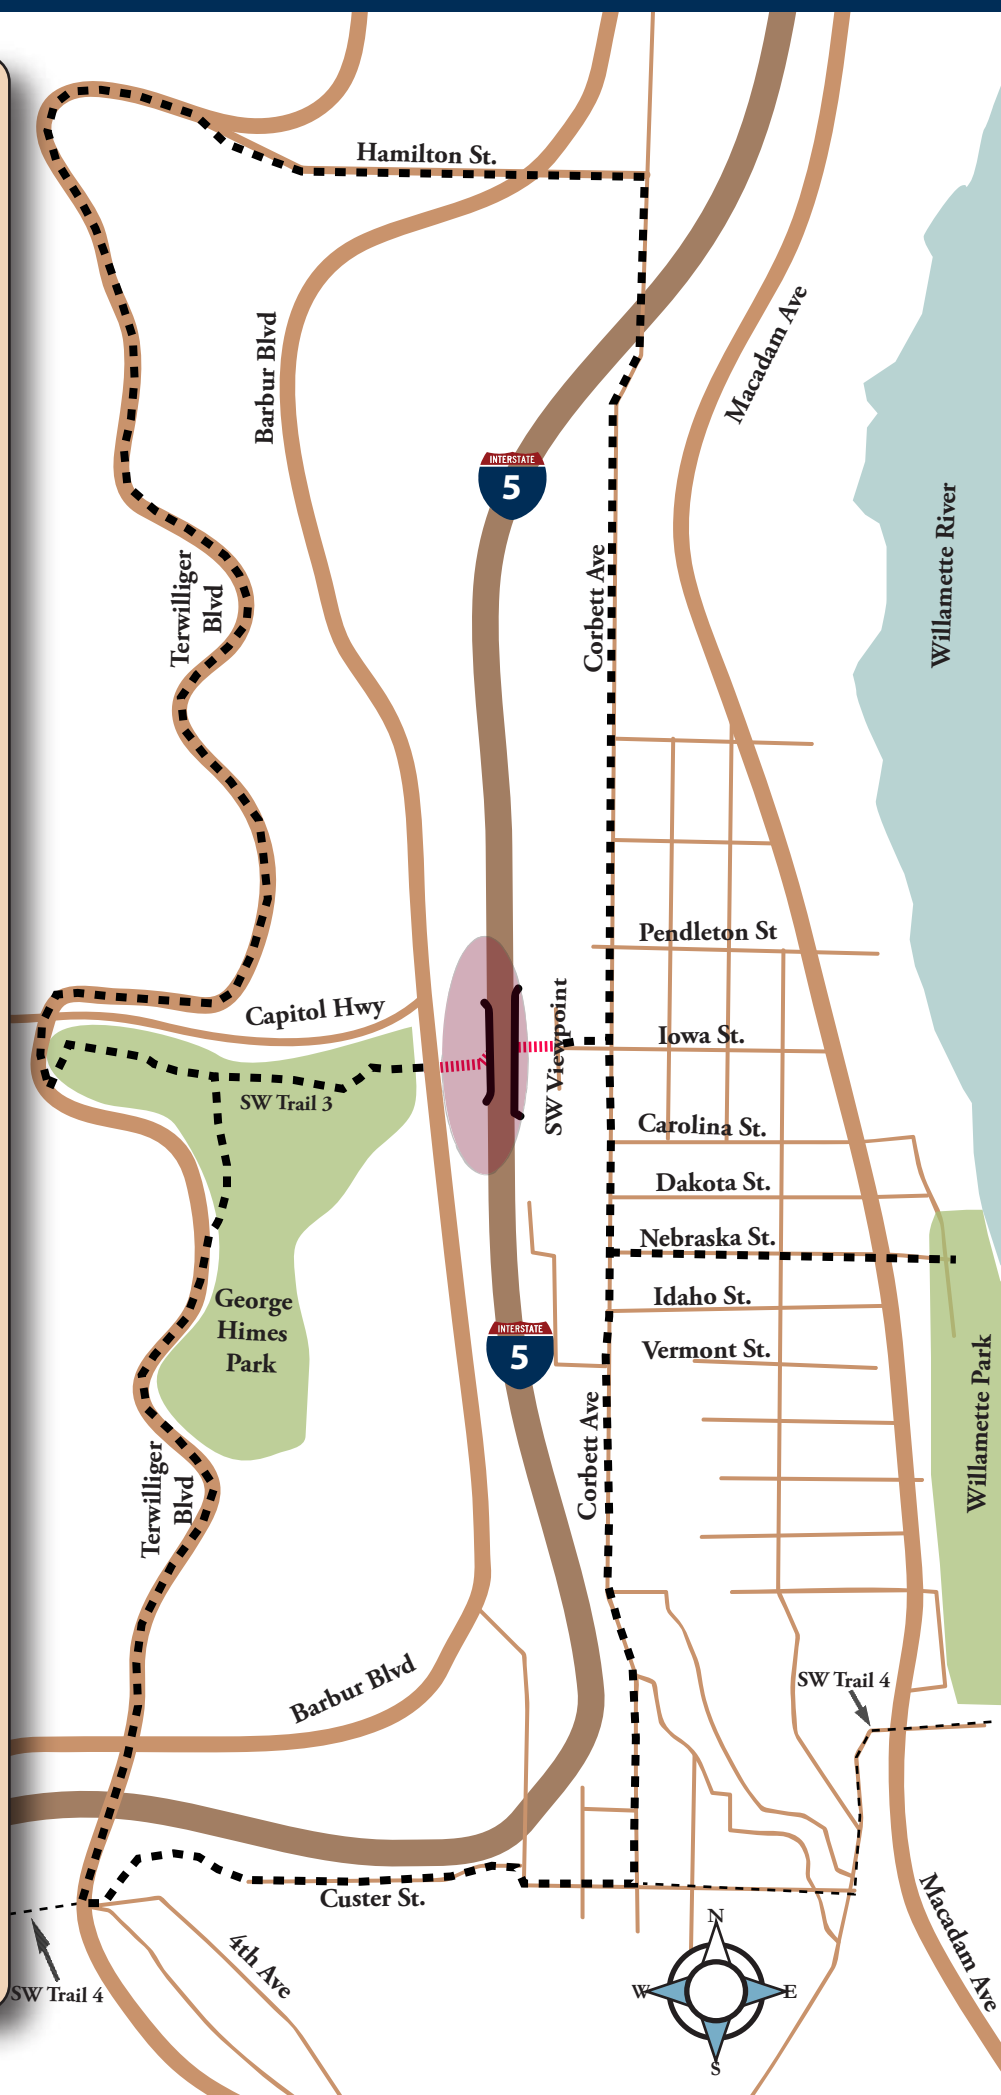 Hamilton St.
Barbur Blvd
Macadam Ave
INTERSTATE
5
Willamette River
Corbett Ave
Terwilliger
Blvd
Pendleton St
Capitol Hwy
SW Viewpoint
Iowa St.
SW Trail 3
Carolina St.
Dakota St.
Nebraska St.
George
Himes
Park
Idaho St.
INTERSTATE
5
Vermont St.
Willamette Park
Corbett Ave
Terwilliger
Blvd
Barbur Blvd
SW Trail 4
Custer St.
Macadam Ave
4th Ave
SW Trail 4
N
W
E
S